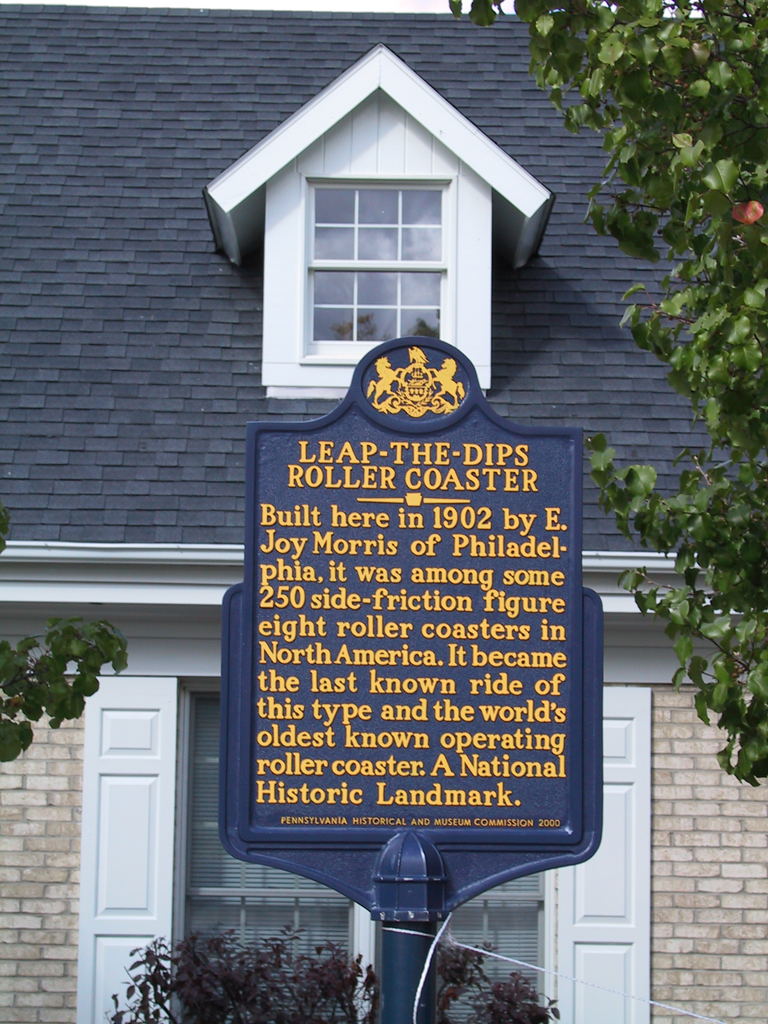 LEAP-THE-DIPS
ROLLER COASTER
Built here in 1902 by E.
Joy Morris of Philadel-
phia, it was among some
250 side-friction figure
eight roller coasters in
North America. It became
the last known ride of
this type and the world's
oldest known operating
roller coaster. A National
Historic Landmark.
PENNSYLVANIA HISTORICAL AND MUSEUM COMMISSION 2000